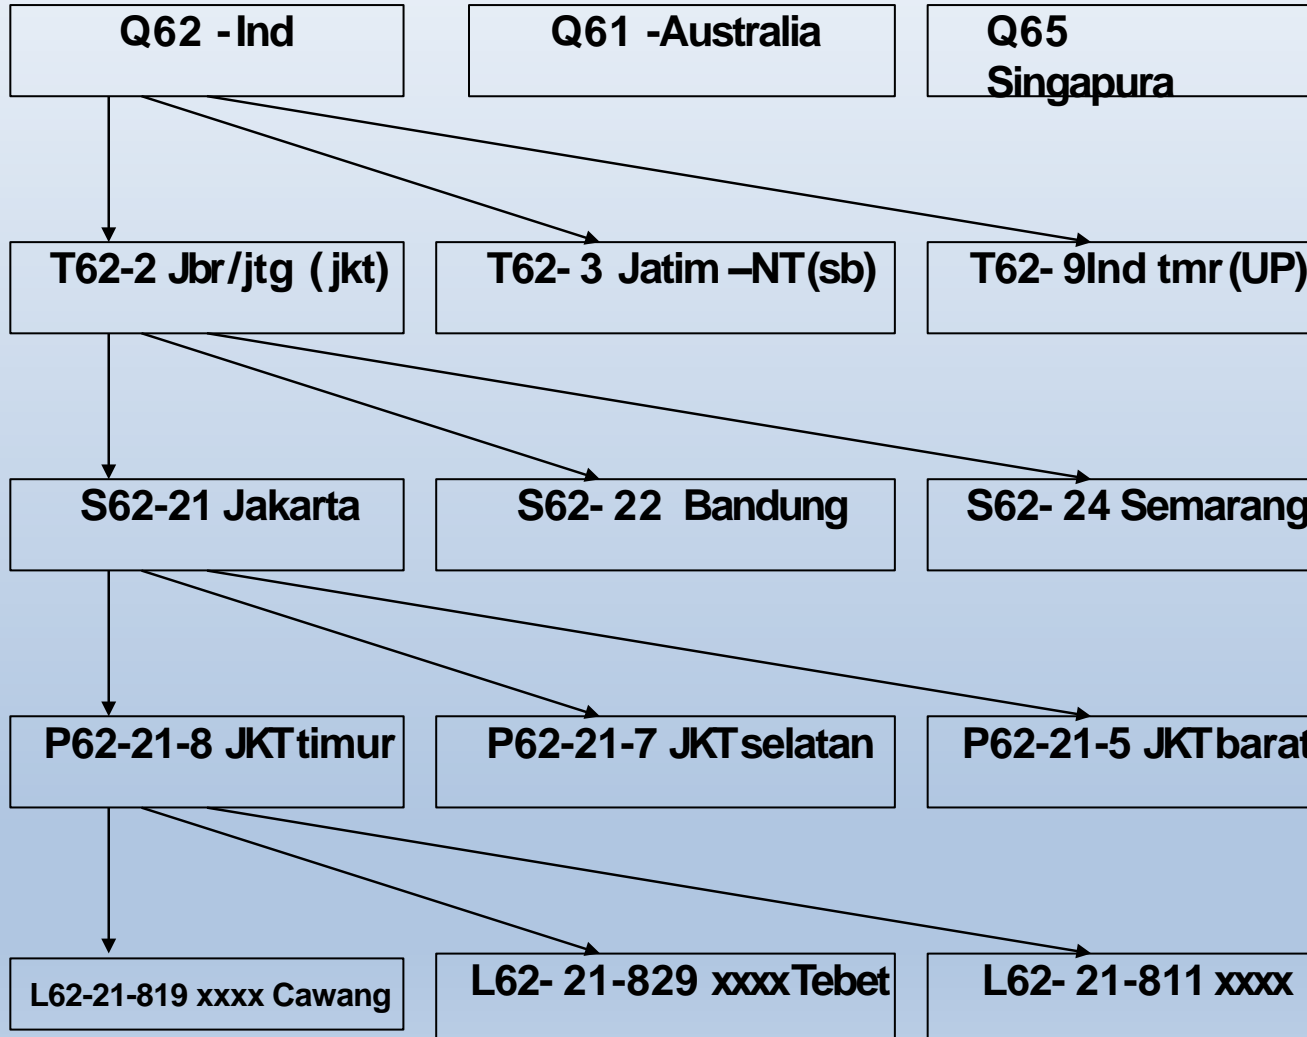 Q62 -Ind
Q61 -Australia
Q65
Singapura
T62-2 Jbr/jtg (jkt)
T62- 3 Jatim –NT(sb)
T62- 9Ind tmr (UP)
S62-21 Jakarta
S62- 22 Bandung
S62- 24 Semarang
P62-21-8 JKT timur
P62-21-7 JKT selatan
P62-21-5 JKT barat
L62-21-819 xxxx Cawang
L62- 21-829 xxxx Tebet
L62- 21-811 xxxx